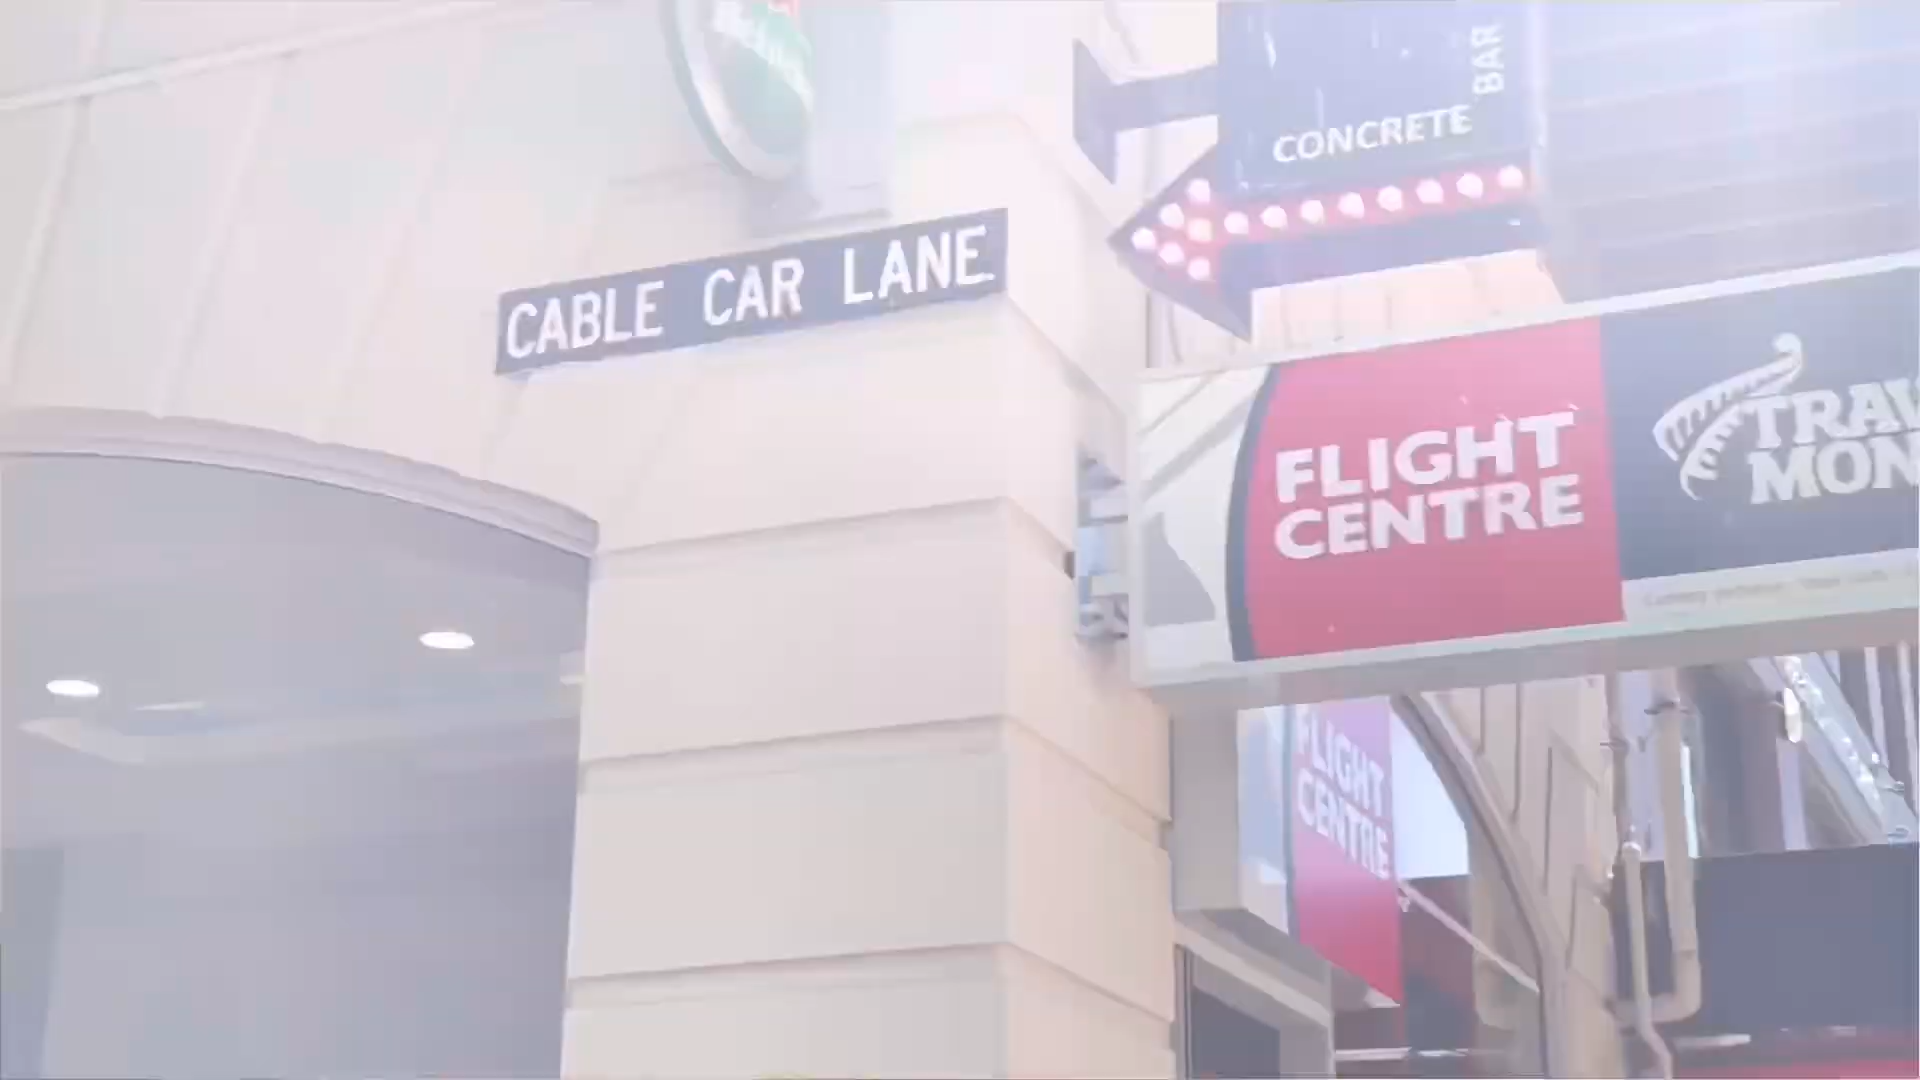 BAR
CONCRETE
CABLE CAR LANE
FLIGHT
CENTRE
FLIGHT
CENTRE